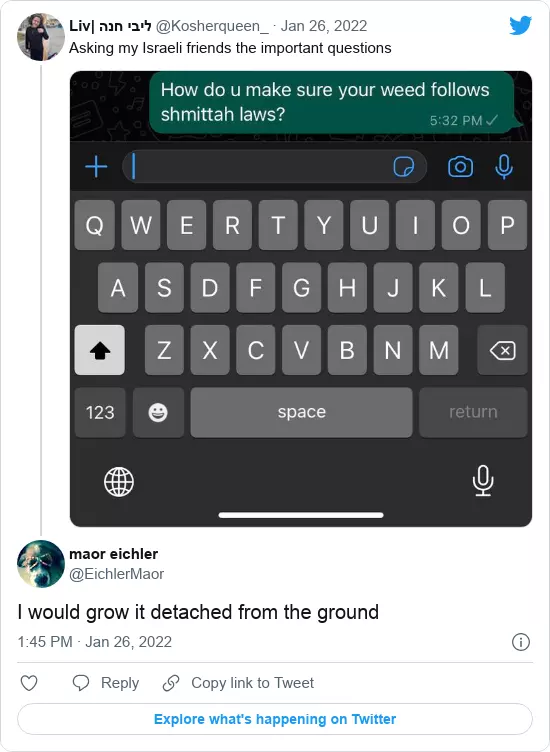 Liv| ליבי חנה @Kosherqueen_ · Jan 26, 2022
Asking my Israeli friends the important questions
How do u make sure your weed follows
shmittah laws?
5:32 PM
Q W E R T Y U I O P
A S D F G H J K L
Z X C V B N M
123 space return
maor eichler
@EichlerMaor
I would grow it detached from the ground
1:45 PM · Jan 26, 2022
Reply Copy link to Tweet
Explore what's happening on Twitter